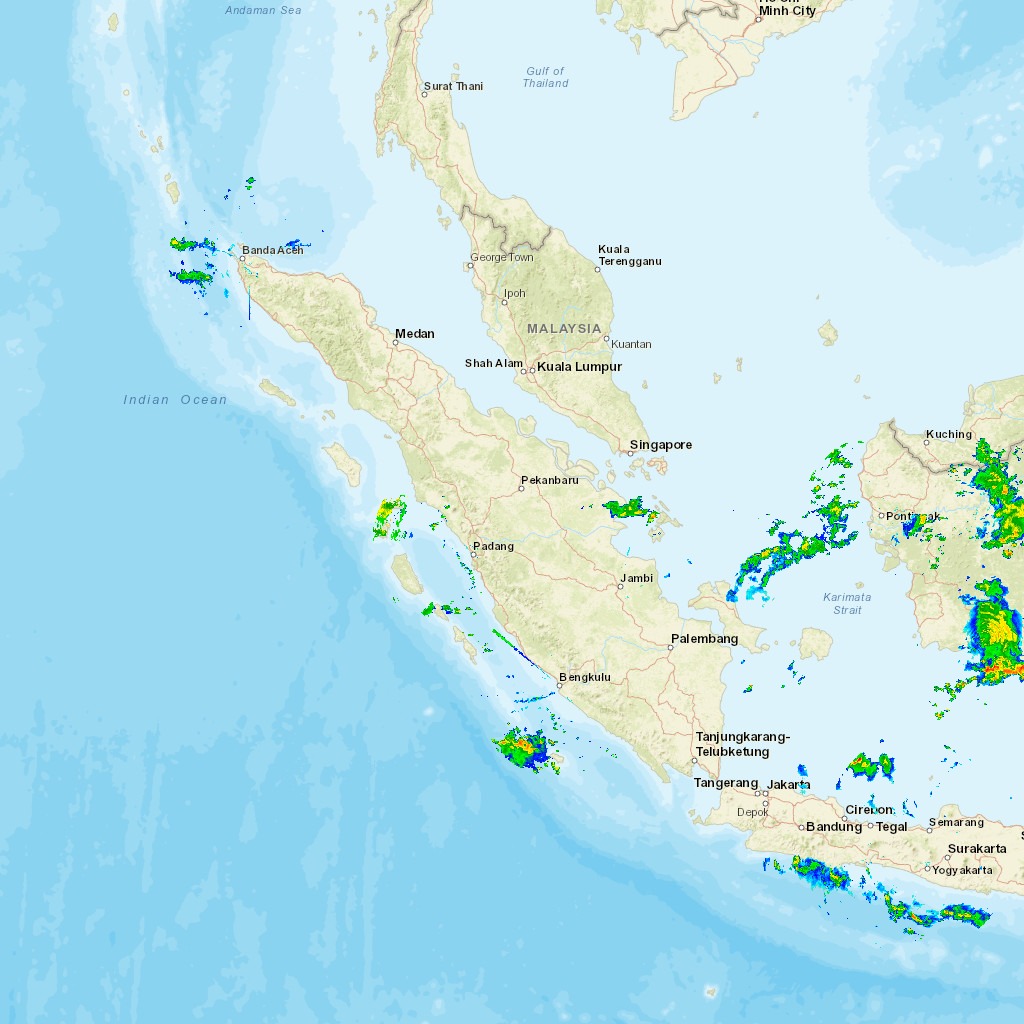 Andaman Sea
Minh City
Gulf of
Thailand
Surat Thani
Banda Aceh
George Town
Kuala
Terengganu
Ipoh
MALAYSIA
Kuantan
Medan
Shah Alam
Kuala Lumpur
Indian Ocean
Singapore
Kuching
Pekanbaru
Padang
Jambi
Karimata
Strait
Palembang
Bengkulu
Tanjungkarang-
Telubketung
Tangerang
Jakarta
Depok
Cirebon
Bandung
Tegal
Semarang
Surakarta
Yogyakarta